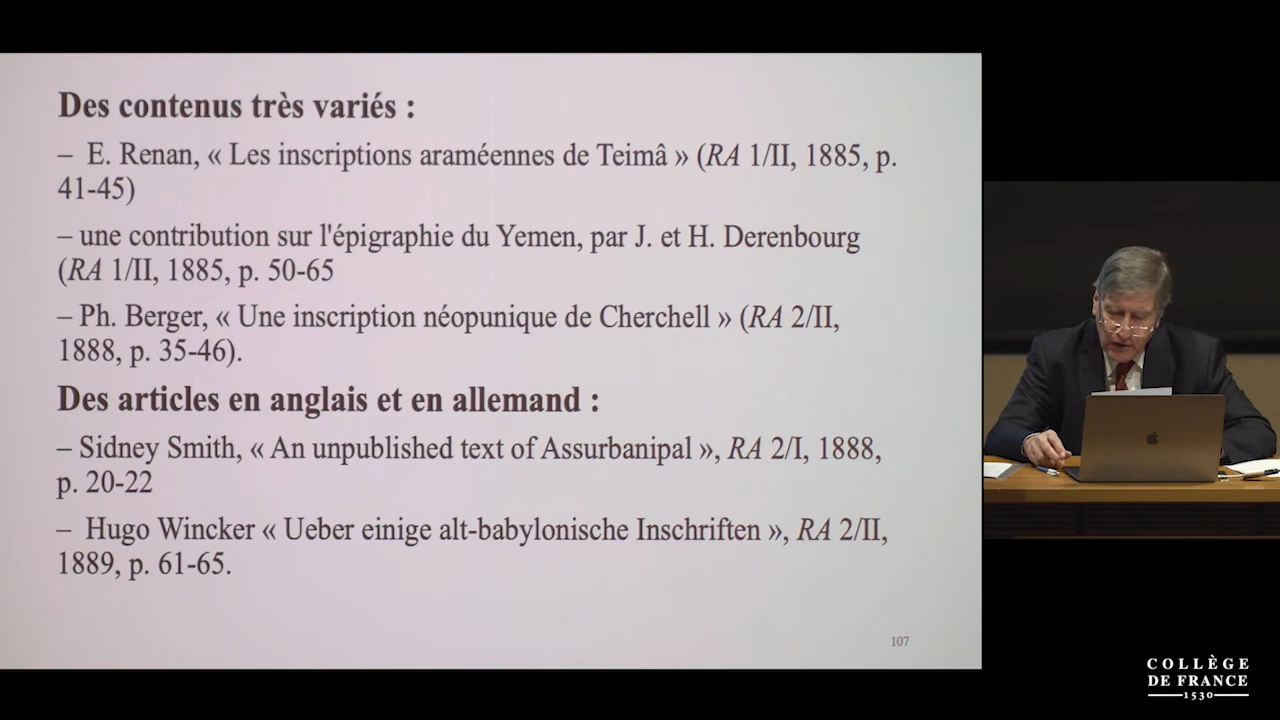 Des contenus très variés :
– E. Renan, « Les inscriptions araméennes de Teimâ » (RA 1/II, 1885, p.
41-45)
– une contribution sur l'épigraphie du Yemen, par J. et H. Derenbourg
(RA 1/II, 1885, p. 50-65
– Ph. Berger, « Une inscription néopunique de Cherchell » (RA 2/II,
1888, p. 35-46).
Des articles en anglais et en allemand :
– Sidney Smith, « An unpublished text of Assurbanipal », RA 2/I, 1888,
p. 20-22
– Hugo Wincker « Ueber einige alt-babylonische Inschriften », RA 2/II,
1889, p. 61-65.
107
COLLÈGE
DE FRANCE
1530